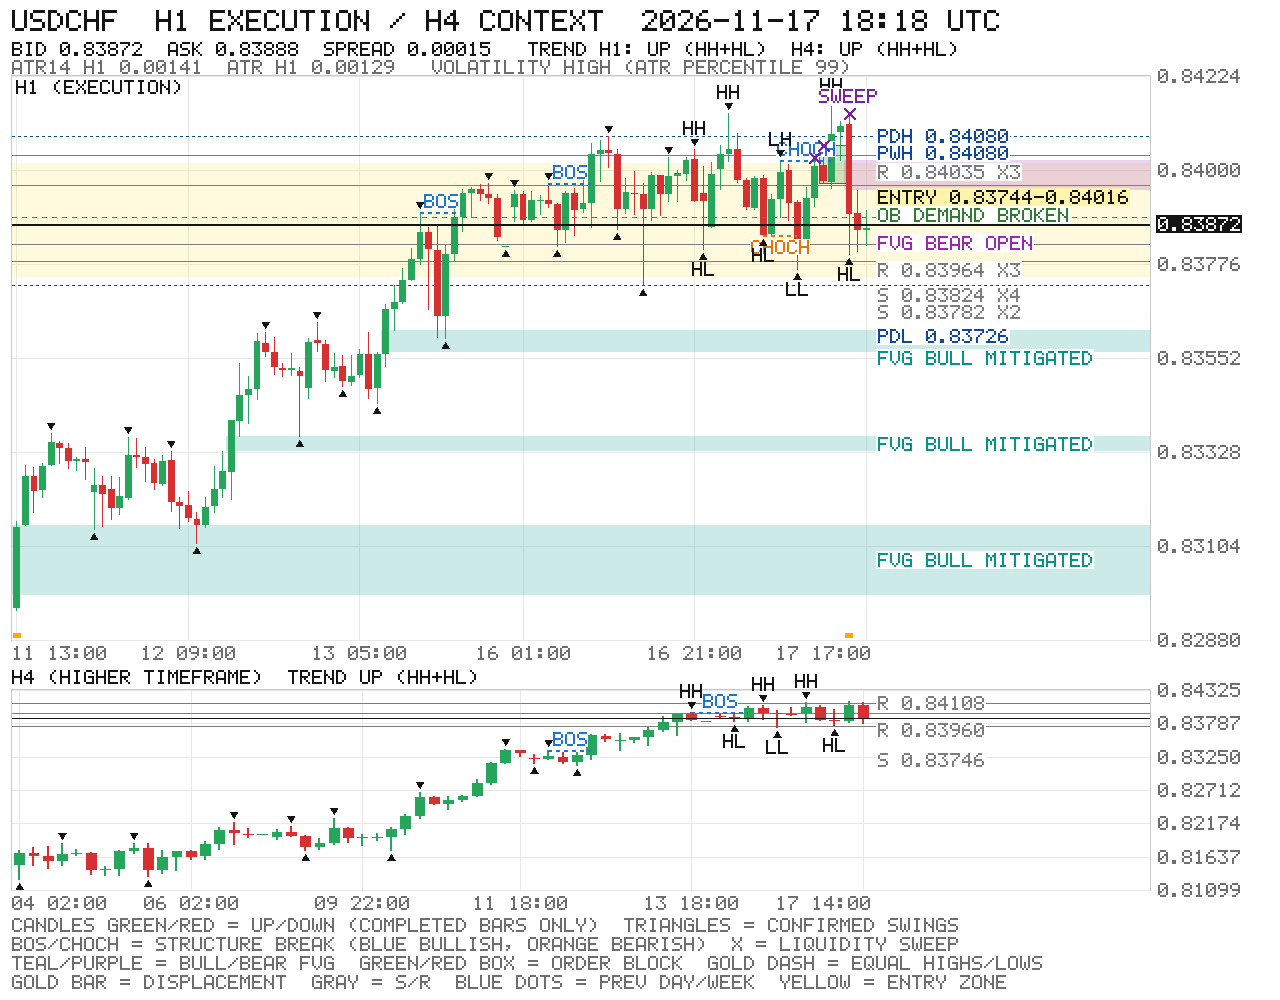 USDCHF  H1 EXECUTION / H4 CONTEXT  2026-11-17 18:18 UTC
BID 0.83872  ASK 0.83888  SPREAD 0.00015  TREND H1: UP (HH+HL)  H4: UP (HH+HL)
ATR14 H1 0.00141  ATR H1 0.00129  VOLATILITY HIGH (ATR PERCENTILE 99)
H1 (EXECUTION)
0.84224
HH
HH
SWEEP
HH
LH
CHOCH
PDH 0.84080
PWH 0.84080
R 0.84035 X3
0.84000
BOS
BOS
ENTRY 0.83744-0.84016
OB DEMAND BROKEN
0.83872
FVG BEAR OPEN
CHOCH
HL
HL
LL
HL
0.83776
R 0.83964 X3
S 0.83824 X4
S 0.83782 X2
PDL 0.83726
FVG BULL MITIGATED
0.83552
FVG BULL MITIGATED
0.83328
0.83104
FVG BULL MITIGATED
0.82880
11 13:00  12 09:00  13 05:00  16 01:00  16 21:00  17 17:00
H4 (HIGHER TIMEFRAME)  TREND UP (HH+HL)
HH
HH
HH
BOS
BOS
HL
LL
HL
R 0.84108
R 0.83960
S 0.83746
0.84325
0.83787
0.83250
0.82712
0.82174
0.81637
0.81099
04 02:00  06 02:00  09 22:00  11 18:00  13 18:00  17 14:00
CANDLES GREEN/RED = UP/DOWN (COMPLETED BARS ONLY)  TRIANGLES = CONFIRMED SWINGS
BOS/CHOCH = STRUCTURE BREAK (BLUE BULLISH, ORANGE BEARISH)  X = LIQUIDITY SWEEP
TEAL/PURPLE = BULL/BEAR FVG  GREEN/RED BOX = ORDER BLOCK  GOLD DASH = EQUAL HIGHS/LOWS
GOLD BAR = DISPLACEMENT  GRAY = S/R  BLUE DOTS = PREV DAY/WEEK  YELLOW = ENTRY ZONE